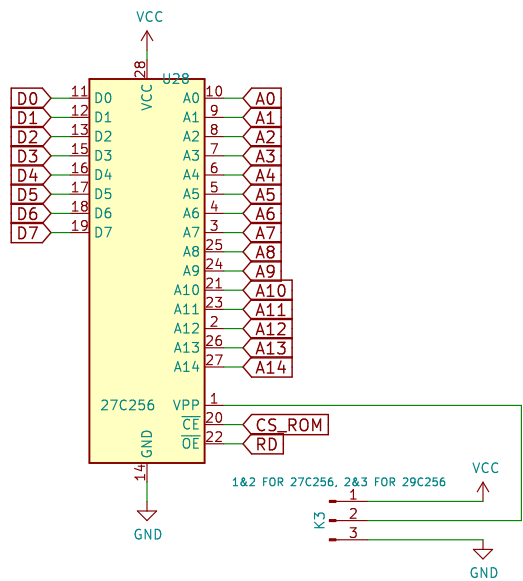 VCC
28
U28
VCC
D0 11 D0 A0 10 A0
D1 12 D1 A1 9 A1
D2 13 D2 A2 8 A2
D3 15 D3 A3 7 A3
D4 16 D4 A4 6 A4
D5 17 D5 A5 5 A5
D6 18 D6 A6 4 A6
D7 19 D7 A7 3 A7
A8 25 A8
A9 24 A9
A10 21 A10
A11 23 A11
A12 2 A12
A13 26 A13
A14 27 A14
27C256 VPP 1
CE 20 CS_ROM
OE 22 RD
GND
14
GND
1&2 FOR 27C256, 2&3 FOR 29C256
VCC
K3
1
2
3
GND